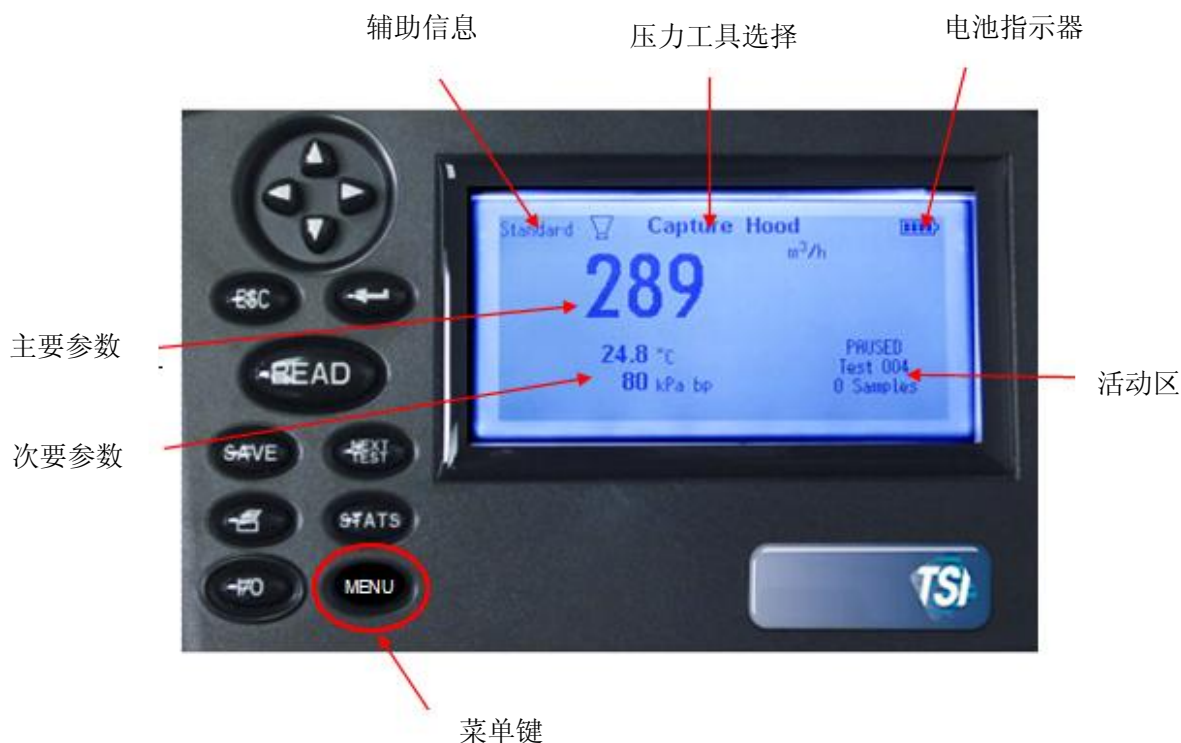 辅助信息
压力工具选择
电池指示器
Standard Capture Hood
m³/h
289
24.8 °C
80 kPa bp
PAUSED
Test 004
0 Samples
主要参数
次要参数
活动区
ESC
READ
SAVE
NEXT
TEST
STATS
I/O
MENU
TSI
菜单键